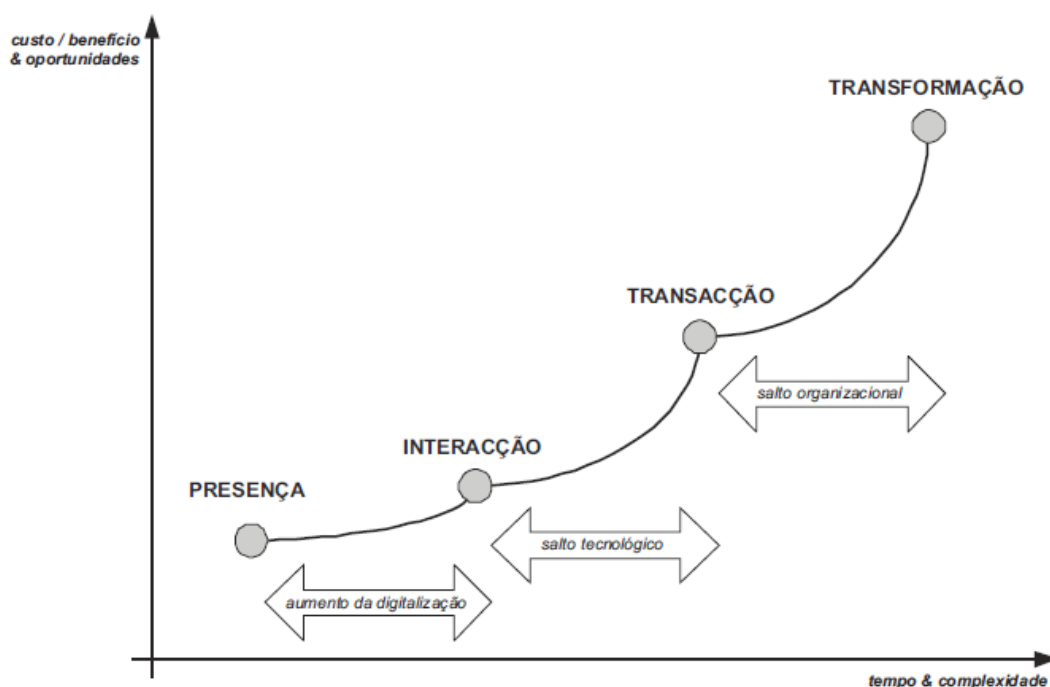 custo / benefício
& oportunidades
TRANSFORMAÇÃO
TRANSACÇÃO
salto organizacional
INTERACÇÃO
PRESENÇA
salto tecnológico
aumento da digitalização
tempo & complexidade